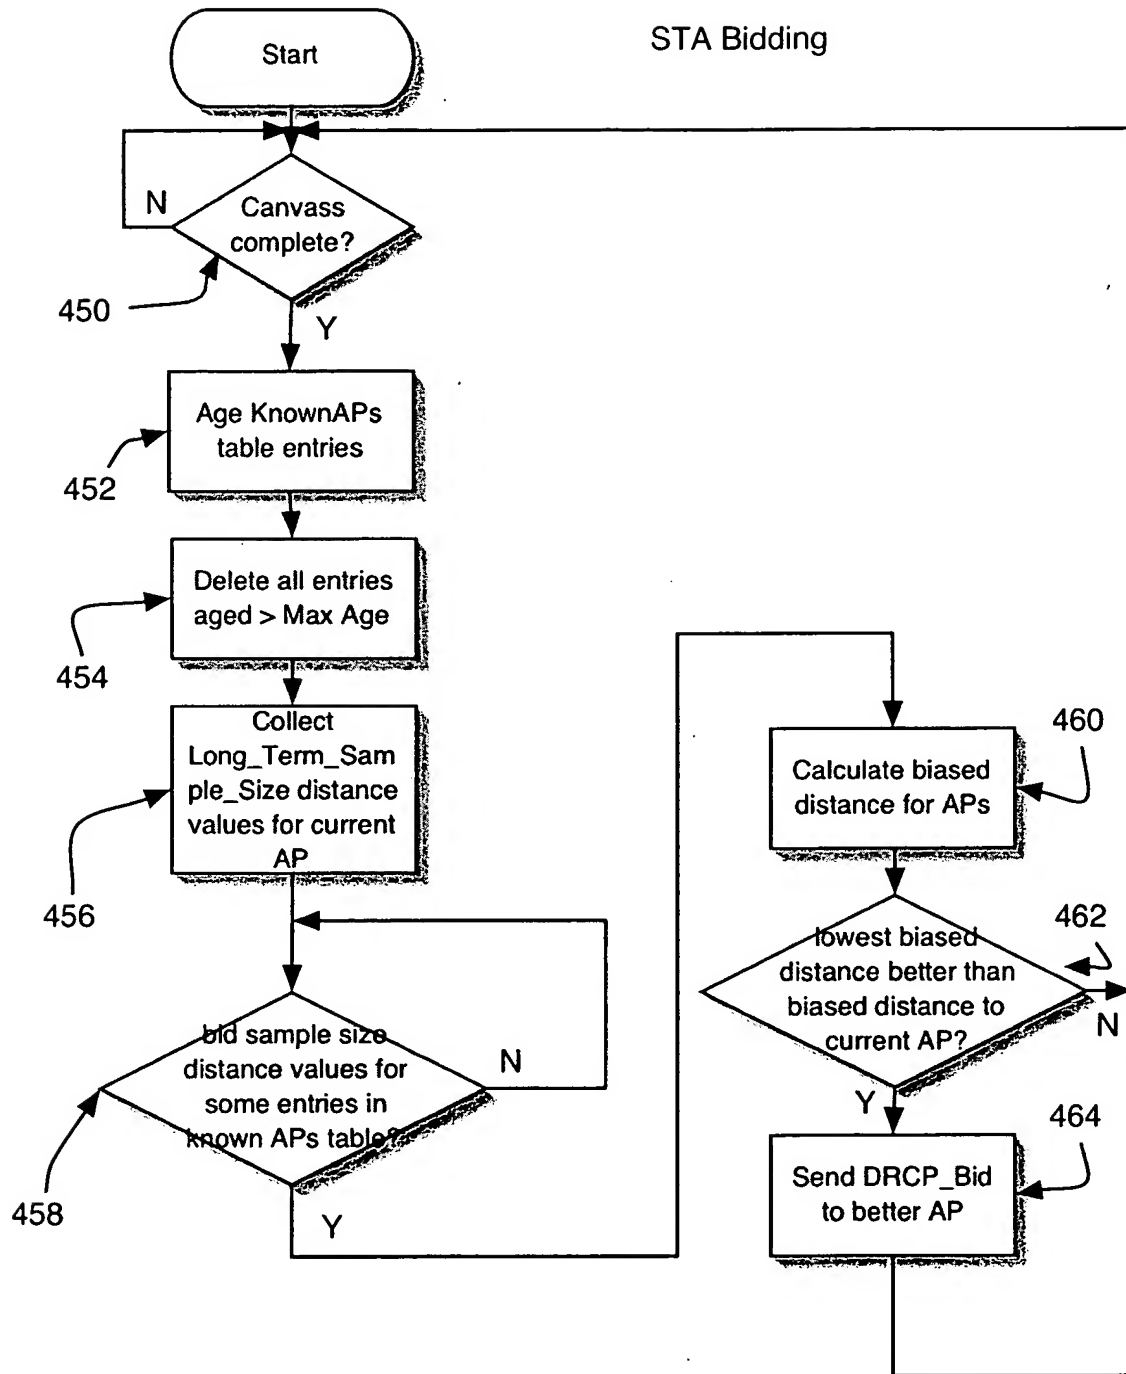 STA Bidding
Start
N
Canvass
complete?
450
Y
Age KnownAPs
table entries
452
Delete all entries
aged > Max Age
454
Collect
Long_Term_Sam
ple_Size distance
values for current
AP
456
bid sample size
distance values for
some entries in
known APs table?
N
458
Y
460
Calculate biased
distance for APs
462
lowest biased
distance better than
biased distance to
current AP?
N
Y
464
Send DRCP_Bid
to better AP